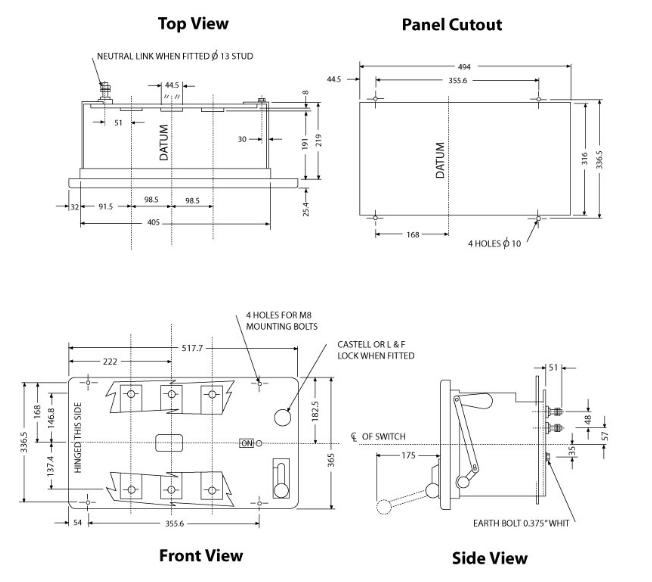 Top View
NEUTRAL LINK WHEN FITTED Ø 13 STUD
44.5
8
51
DATUM
30
191
219
32
91.5
98.5
98.5
405
25.4
Panel Cutout
494
44.5
355.6
DATUM
316
336.5
168
4 HOLES Ø 10
4 HOLES FOR M8
MOUNTING BOLTS
517.7
CASTELL OR L & F
LOCK WHEN FITTED
222
336.5
168
146.8
137.4
HINGED THIS SIDE
ON
182.5
365
54
355.6
Front View
51
48
57
35
℄ OF SWITCH
175
EARTH BOLT 0.375" WHIT
Side View